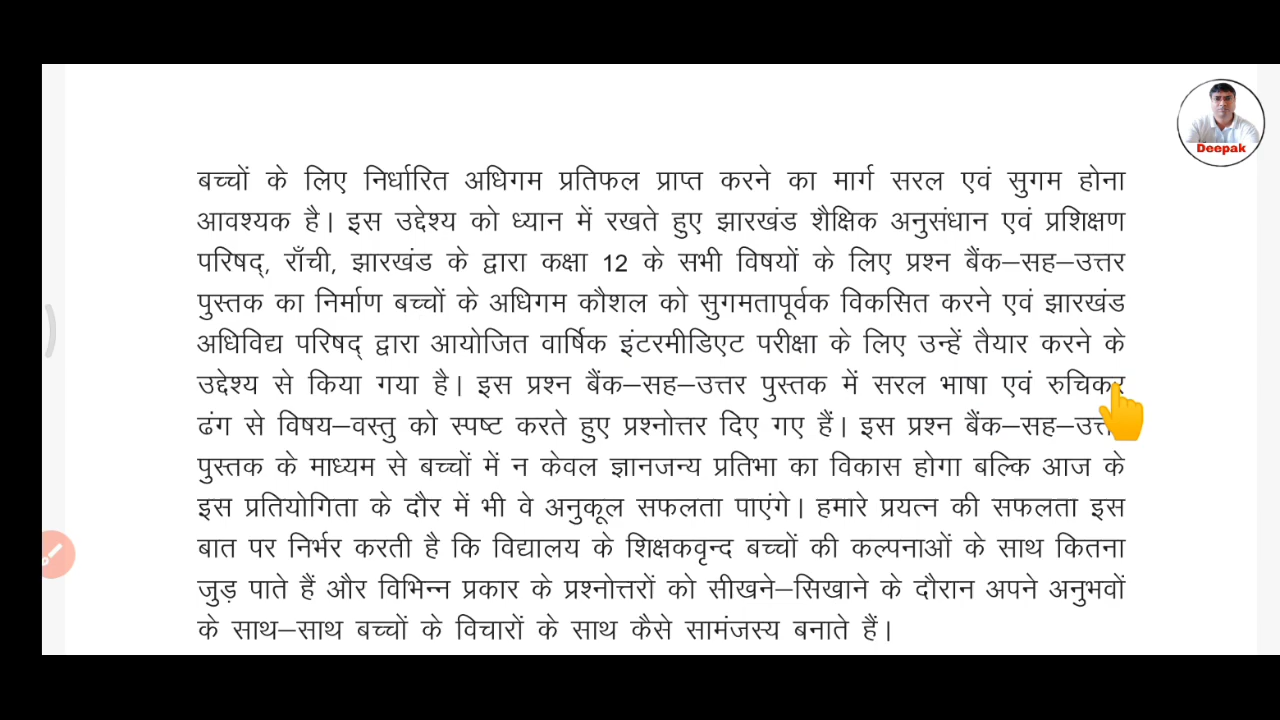 Deepak
बच्चों के लिए निर्धारित अधिगम प्रतिफल प्राप्त करने का मार्ग सरल एवं सुगम होना
आवश्यक है। इस उद्देश्य को ध्यान में रखते हुए झारखंड शैक्षिक अनुसंधान एवं प्रशिक्षण
परिषद्, राँची, झारखंड के द्वारा कक्षा 12 के सभी विषयों के लिए प्रश्न बैंक–सह–उत्तर
पुस्तक का निर्माण बच्चों के अधिगम कौशल को सुगमतापूर्वक विकसित करने एवं झारखंड
अधिविद्य परिषद् द्वारा आयोजित वार्षिक इंटरमीडिएट परीक्षा के लिए उन्हें तैयार करने के
उद्देश्य से किया गया है। इस प्रश्न बैंक–सह–उत्तर पुस्तक में सरल भाषा एवं रुचिकर
ढंग से विषय–वस्तु को स्पष्ट करते हुए प्रश्नोत्तर दिए गए हैं। इस प्रश्न बैंक–सह–उत्तर
पुस्तक के माध्यम से बच्चों में न केवल ज्ञानजन्य प्रतिभा का विकास होगा बल्कि आज के
इस प्रतियोगिता के दौर में भी वे अनुकूल सफलता पाएंगे। हमारे प्रयत्न की सफलता इस
बात पर निर्भर करती है कि विद्यालय के शिक्षकवृन्द बच्चों की कल्पनाओं के साथ कितना
जुड़ पाते हैं और विभिन्न प्रकार के प्रश्नोत्तरों को सीखने–सिखाने के दौरान अपने अनुभवों
के साथ–साथ बच्चों के विचारों के साथ कैसे सामंजस्य बनाते हैं।